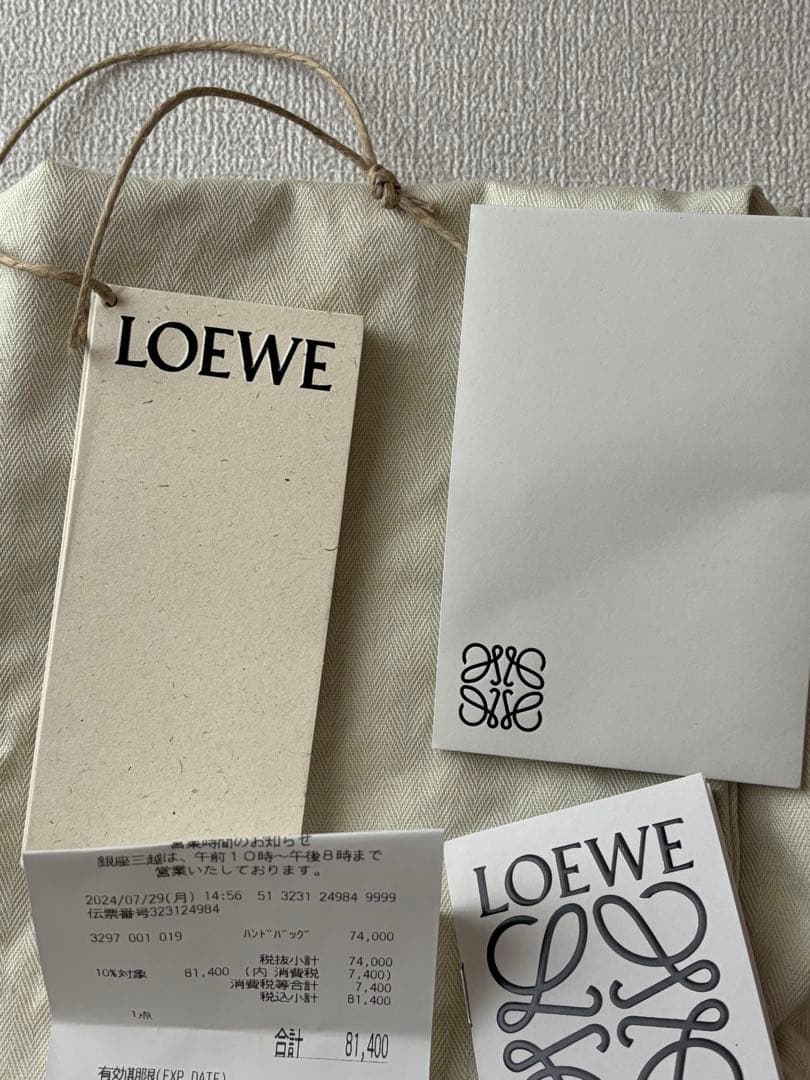 LOEWE
営業時間のお知らせ
銀座三越は、午前10時～午後8時まで
営業いたしております。
2024/07/29(月) 14:56 51 3231 24984 9999
伝票番号323124984
3297 001 019 ﾊﾝﾄﾞﾊﾞｯｸﾞ 74,000
税抜小計 74,000
10%対象 81,400 (内 消費税 7,400)
消費税等合計 7,400
税込小計 81,400
1点
合計 81,400
有効期限(EXP DATE)
LOEWE